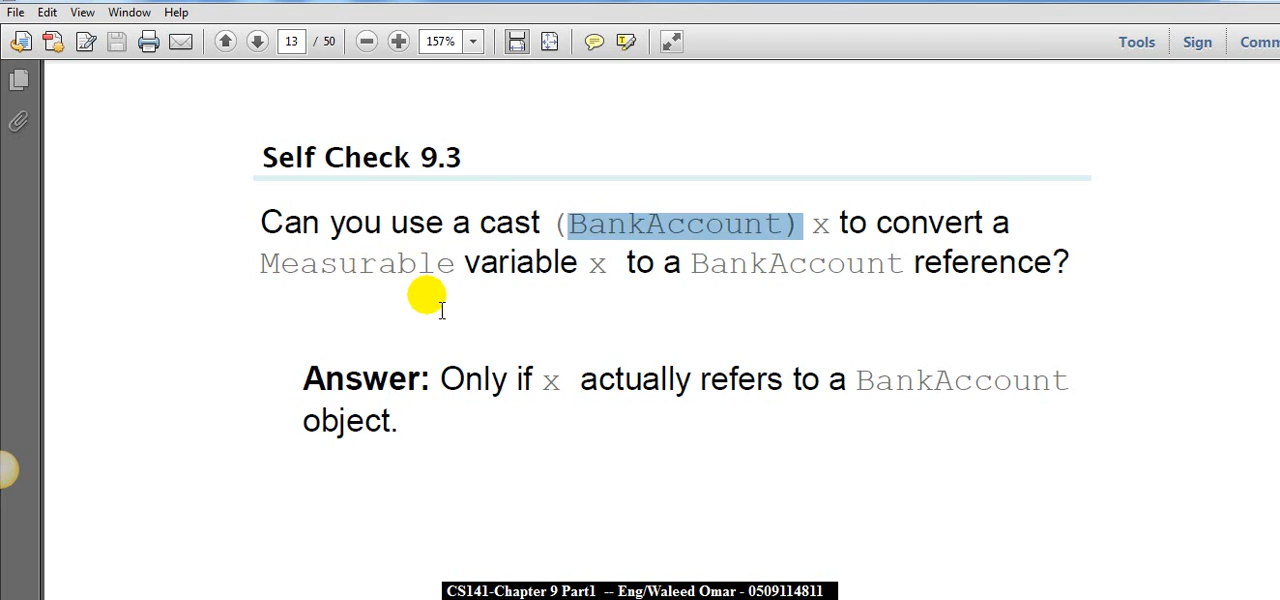 File Edit View Window Help
13 / 50 157% Tools Sign Comm
Self Check 9.3
Can you use a cast (BankAccount) x to convert a
Measurable variable x to a BankAccount reference?
Answer: Only if x actually refers to a BankAccount
object.
CS141-Chapter 9 Part1 -- Eng/Waleed Omar - 0509114811